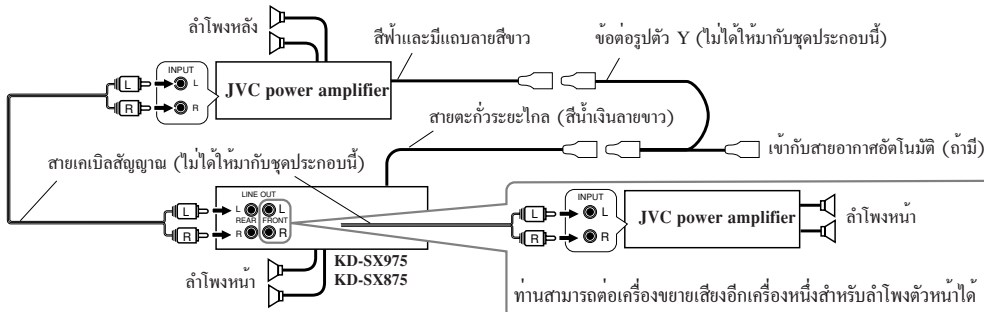 ลำโพงหลัง
สีฟ้าและมีแถบลายสีขาว
ข้อต่อรูปตัว Y (ไม่ได้ให้มากับชุดประกอบนี้)
INPUT
L
L
R
R
JVC power amplifier
สายตะกั่วระยะไกล (สีน้ำเงินลายขาว)
เข้ากับสายอากาศอัตโนมัติ (ถ้ามี)
สายเคเบิลสัญญาณ (ไม่ได้ให้มากับชุดประกอบนี้)
LINE OUT
L
L
L
REAR
FRONT
R
R
R
INPUT
L
L
R
R
JVC power amplifier
ลำโพงหน้า
ลำโพงหน้า
KD-SX975
KD-SX875
ท่านสามารถต่อเครื่องขยายเสียงอีกเครื่องหนึ่งสำหรับลำโพงตัวหน้าได้